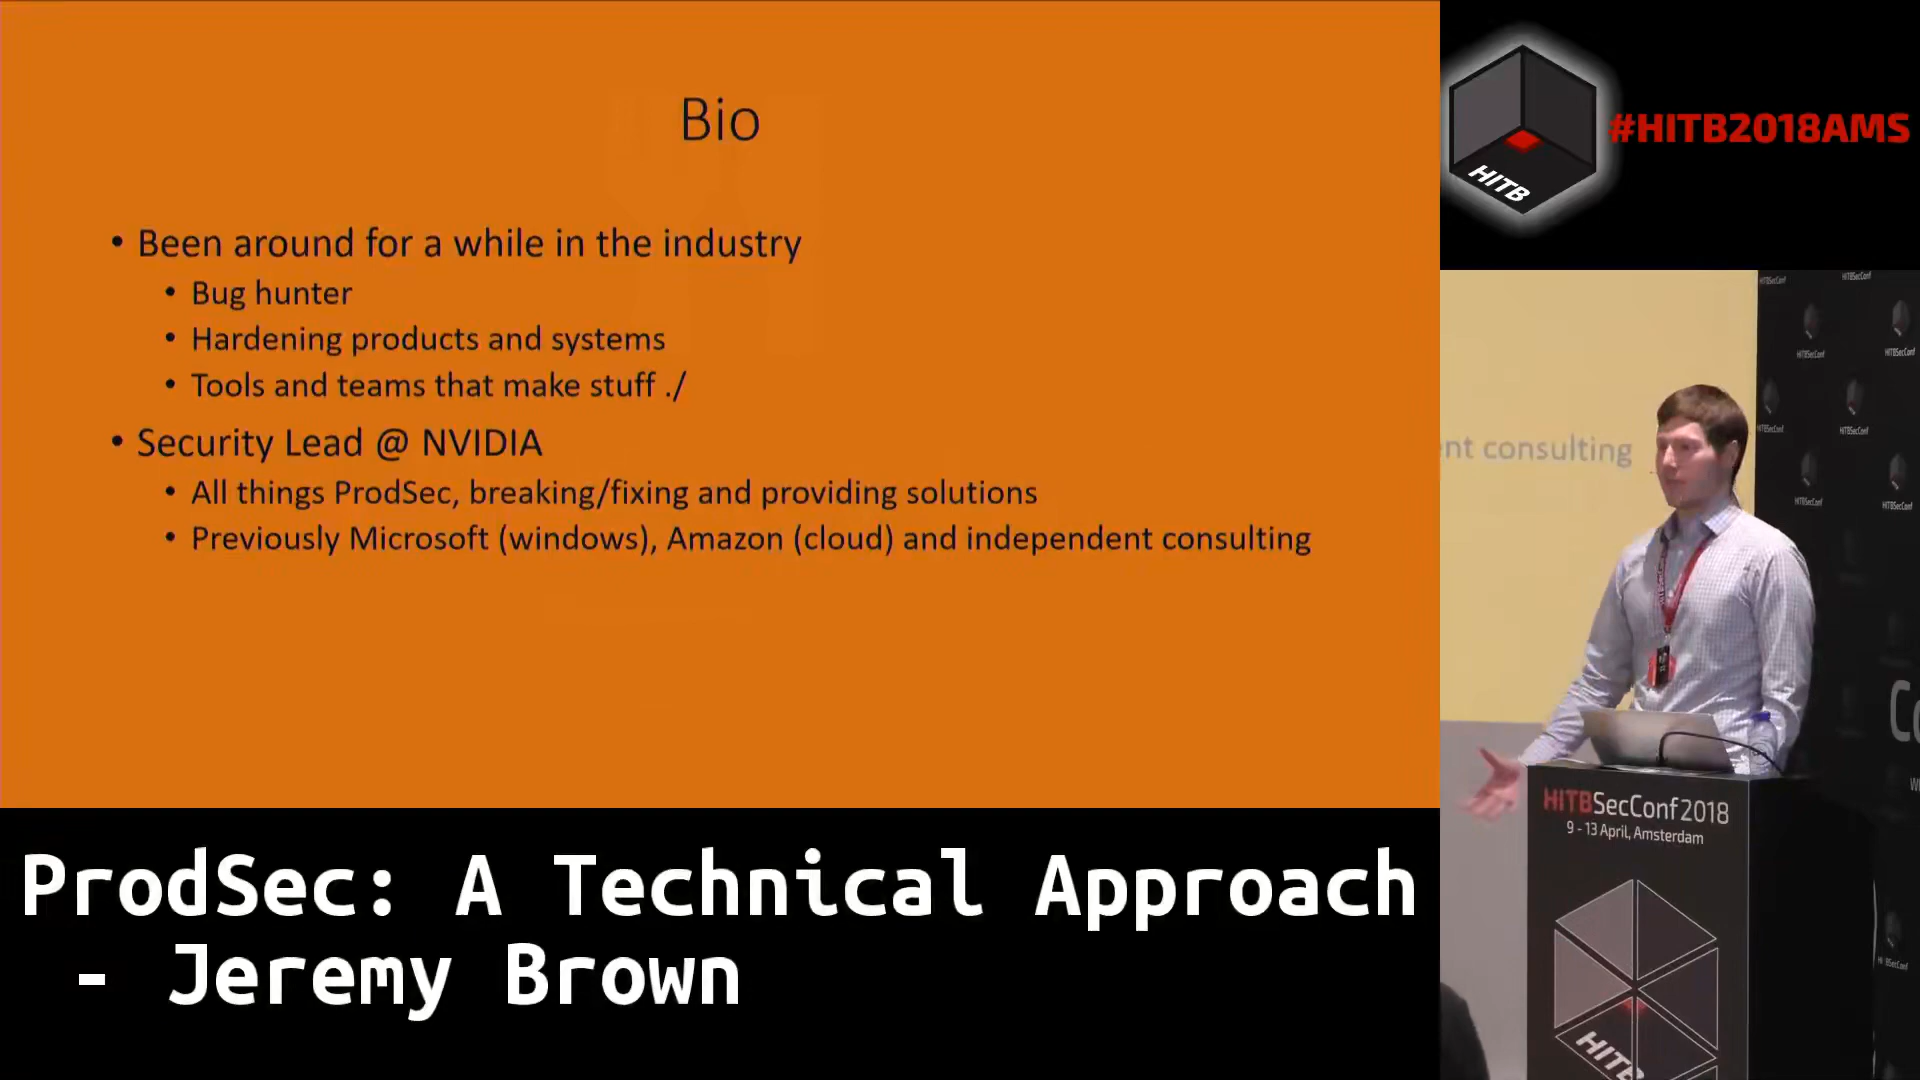 Bio
• Been around for a while in the industry
• Bug hunter
• Hardening products and systems
• Tools and teams that make stuff ./
• Security Lead @ NVIDIA
• All things ProdSec, breaking/fixing and providing solutions
• Previously Microsoft (windows), Amazon (cloud) and independent consulting
ProdSec: A Technical Approach
- Jeremy Brown
HITB
#HITB2018AMS
nt consulting
HITBSecConf
HITBSecConf2018
9 - 13 April, Amsterdam
HITB